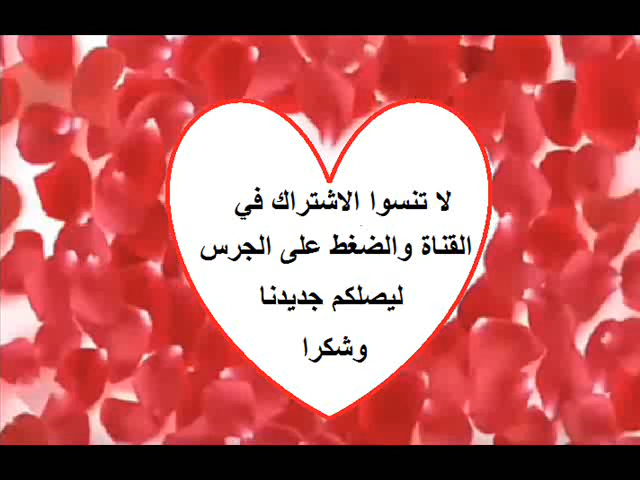 لا تنسوا الاشتراك في
القناة والضغط على الجرس
ليصلكم جديدنا
وشكرا